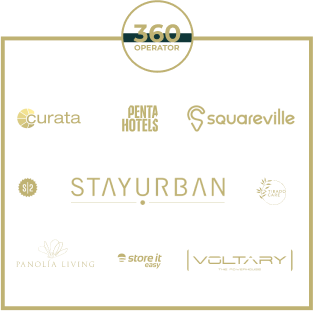 360
OPERATOR
curata
PENTA
HOTELS
squareville
S|2
STAYURBAN
PANOLIA LIVING
store it
easy
VOLTARY